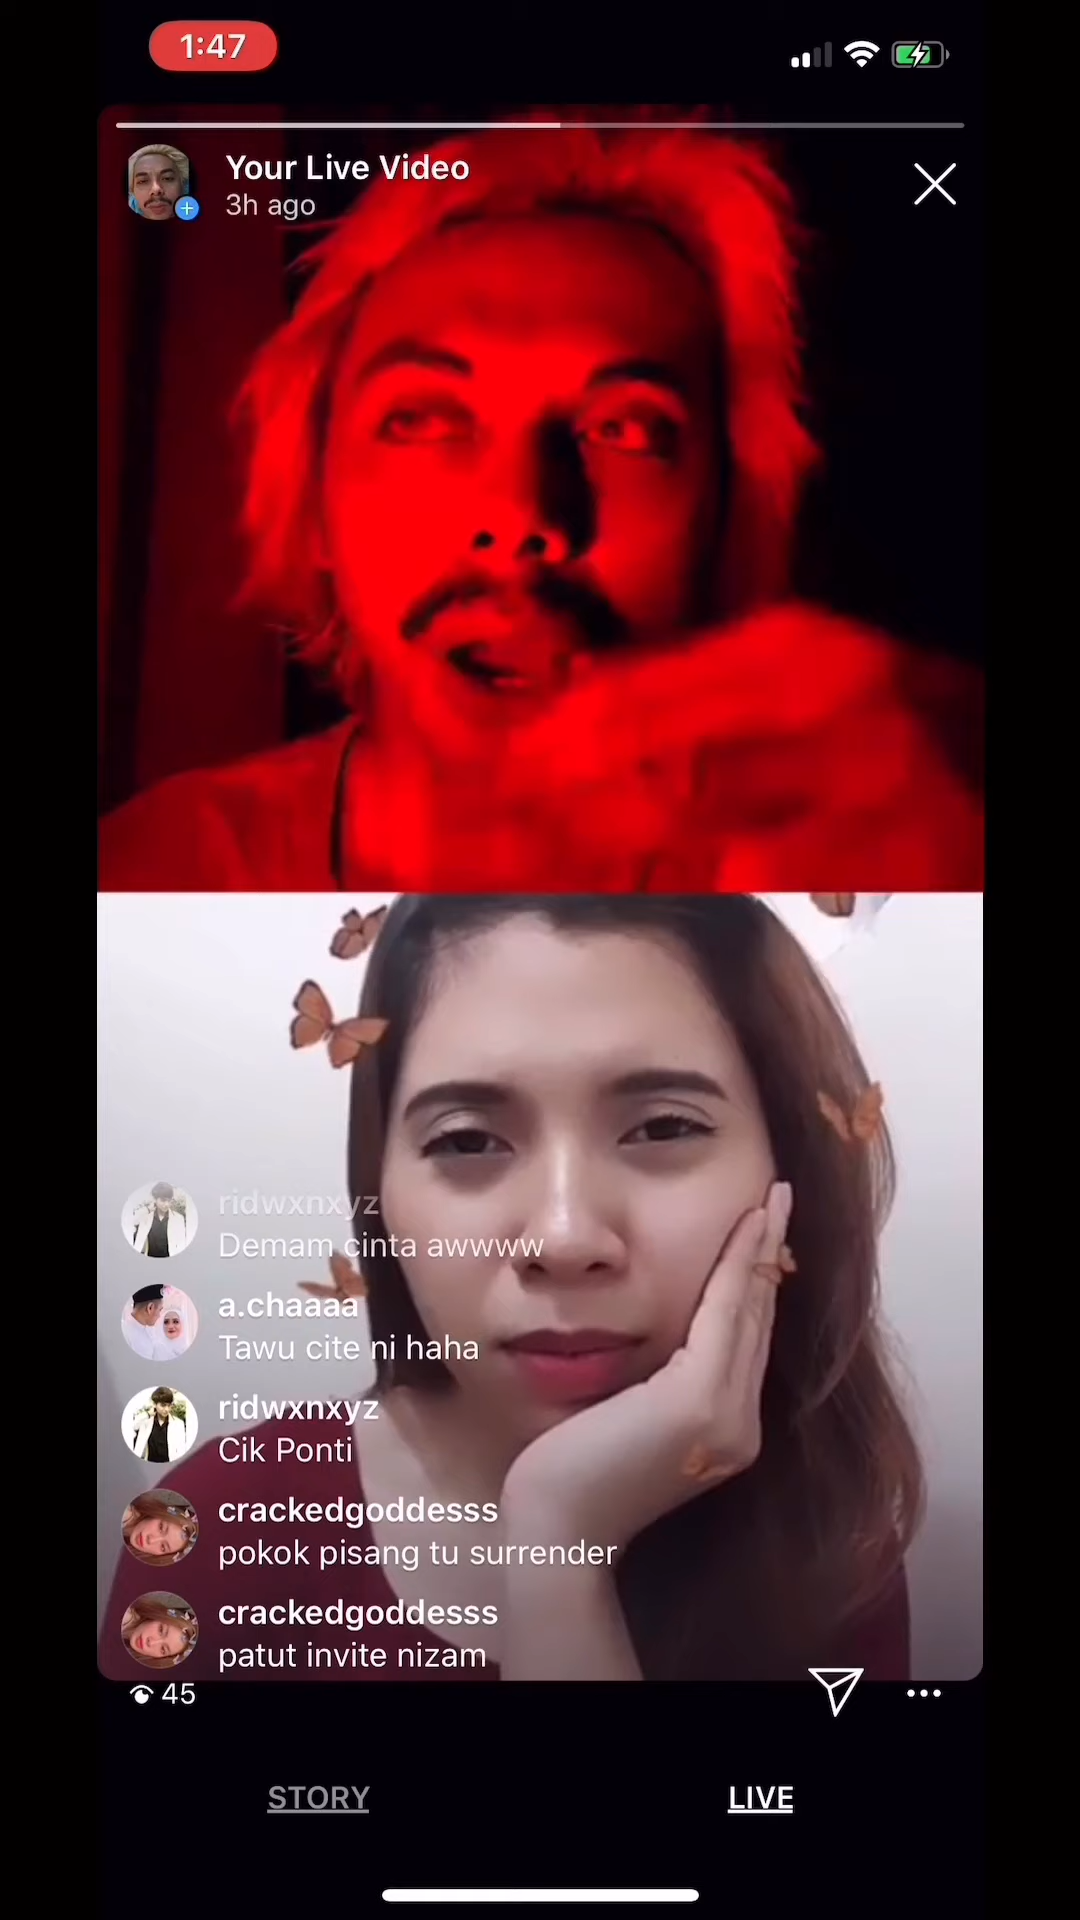 1:47
Your Live Video
3h ago
ridwxnxyz
Demam cinta awwww
a.chaaaa
Tawu cite ni haha
ridwxnxyz
Cik Ponti
crackedgoddesss
pokok pisang tu surrender
crackedgoddesss
patut invite nizam
45
STORY
LIVE